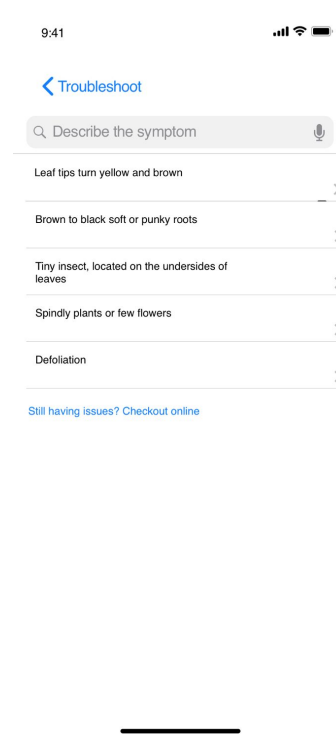 9:41
Troubleshoot
Describe the symptom
Leaf tips turn yellow and brown
Brown to black soft or punky roots
Tiny insect, located on the undersides of
leaves
Spindly plants or few flowers
Defoliation
Still having issues? Checkout online